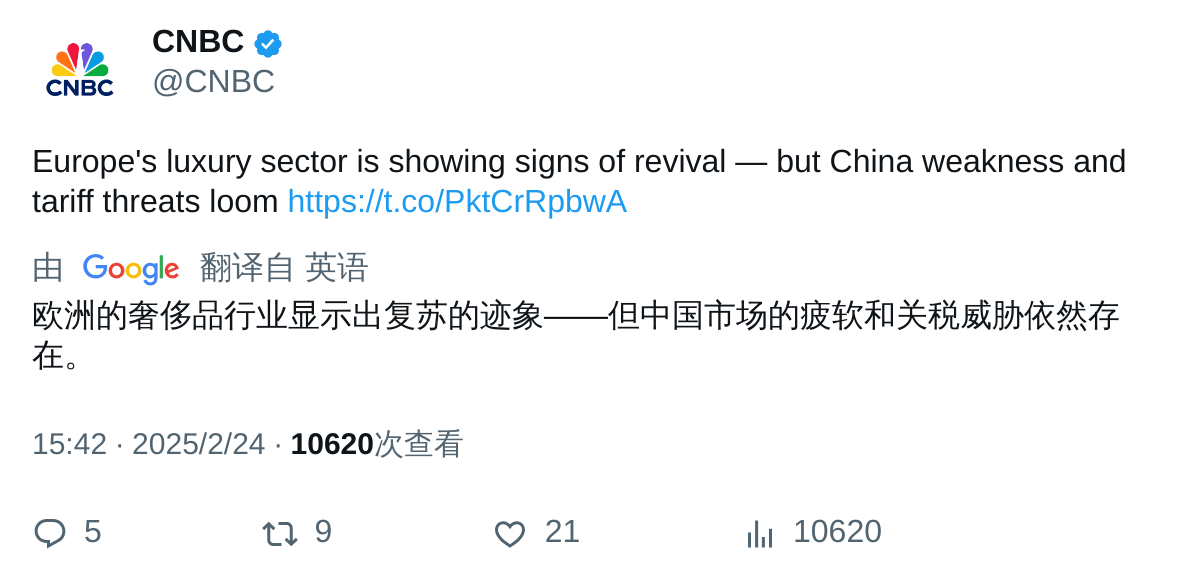 CNBC
CNBC
@CNBC
Europe's luxury sector is showing signs of revival — but China weakness and
tariff threats loom https://t.co/PktCrRpbwA
由 Google 翻译自 英语
欧洲的奢侈品行业显示出复苏的迹象——但中国市场的疲软和关税威胁依然存
在。
15:42 · 2025/2/24 · 10620次查看
5 9 21 10620